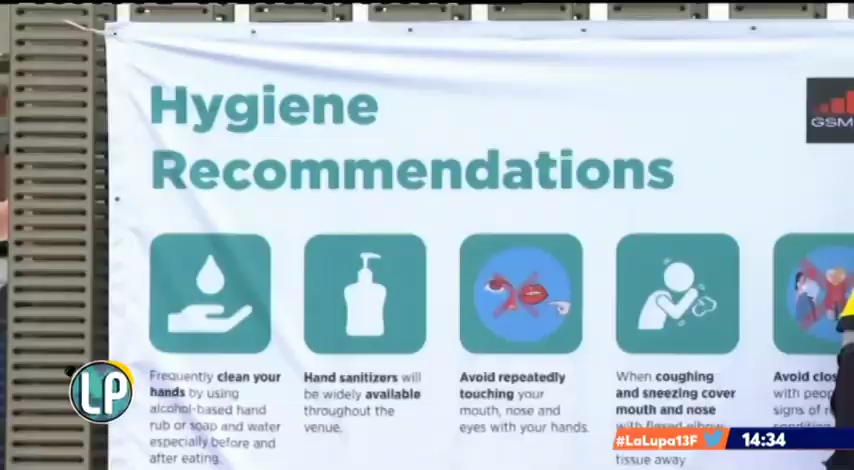 Hygiene
Recommendations
GSM
Frequently clean your
hands by using
alcohol-based hand
rub or soap and water
especially before and
after eating.
Hand sanitizers will
be widely available
throughout the
venue.
Avoid repeatedly
touching your
mouth, nose and
eyes with your hands.
When coughing
and sneezing cover
mouth and nose
with flexed elbow
tissue away
Avoid clos
with peop
signs of
LP
#LaLupa13F
14:34